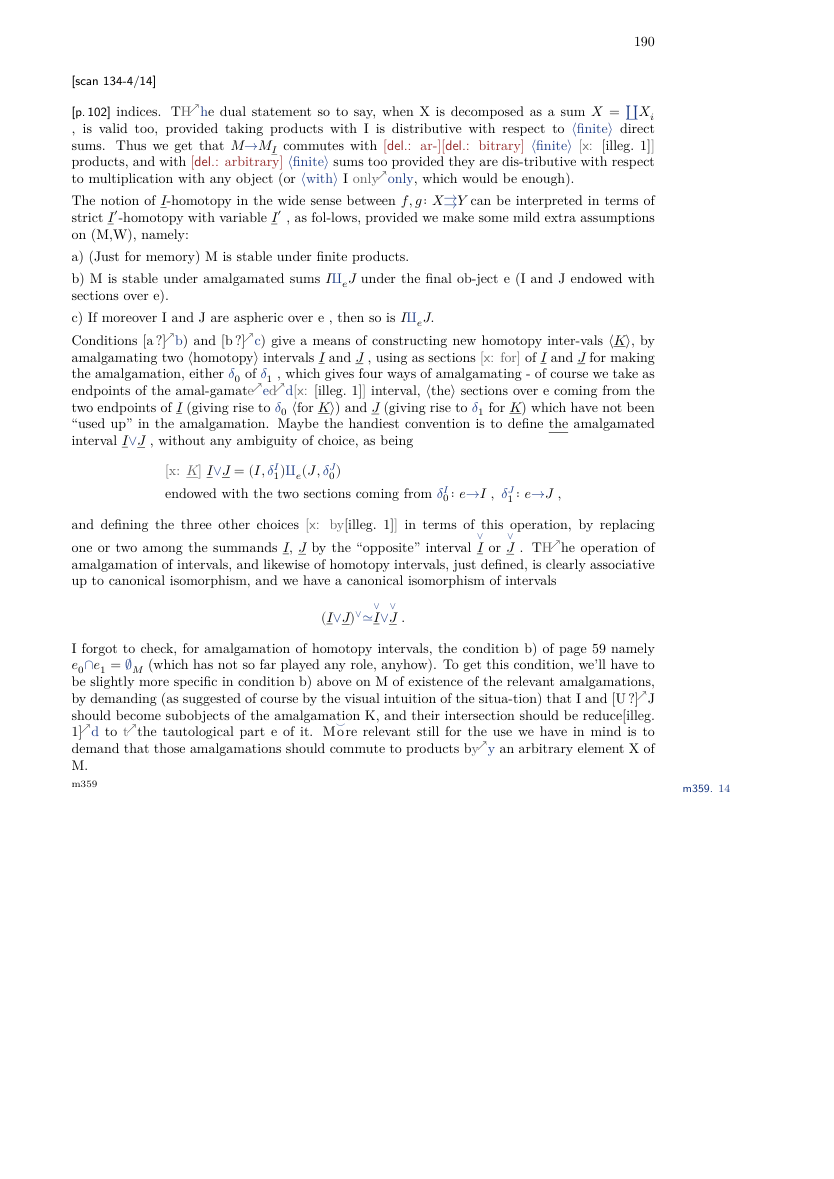 190
[scan 134-4/14]
[p. 102] indices. TH↗he dual statement so to say, when X is decomposed as a sum X = ∐X_i
, is valid too, provided taking products with I is distributive with respect to ⟨finite⟩ direct
sums. Thus we get that M→M_I̲ commutes with [del.: ar-][del.: bitrary] ⟨finite⟩ [x: [illeg. 1]]
products, and with [del.: arbitrary] ⟨finite⟩ sums too provided they are dis-tributive with respect
to multiplication with any object (or ⟨with⟩ I only↗only, which would be enough).
The notion of I̲-homotopy in the wide sense between f, g: X⇉Y can be interpreted in terms of
strict I̲′-homotopy with variable I̲′ , as fol-lows, provided we make some mild extra assumptions
on (M,W), namely:
a) (Just for memory) M is stable under finite products.
b) M is stable under amalgamated sums I∐_eJ under the final ob-ject e (I and J endowed with
sections over e).
c) If moreover I and J are aspheric over e , then so is I∐_eJ.
Conditions [a ?]↗b) and [b ?]↗c) give a means of constructing new homotopy inter-vals ⟨K̲⟩, by
amalgamating two ⟨homotopy⟩ intervals I̲ and J̲ , using as sections [x: for] of I̲ and J̲ for making
the amalgamation, either δ_0 of δ_1 , which gives four ways of amalgamating - of course we take as
endpoints of the amal-gamate↗ed↗d[x: [illeg. 1]] interval, ⟨the⟩ sections over e coming from the
two endpoints of I̲ (giving rise to δ_0 ⟨for K̲⟩) and J̲ (giving rise to δ_1 for K̲) which have not been
“used up” in the amalgamation. Maybe the handiest convention is to define the amalgamated
interval I̲∨J̲ , without any ambiguity of choice, as being
[x: K̲] I̲∨J̲ = (I, δ_1^I)∐_e(J, δ_0^J)
endowed with the two sections coming from δ_0^I: e→I , δ_1^J: e→J ,
and defining the three other choices [x: by[illeg. 1]] in terms of this operation, by replacing
one or two among the summands I̲, J̲ by the “opposite” interval Ǐ̲ or J̲̌ . TH↗he operation of
amalgamation of intervals, and likewise of homotopy intervals, just defined, is clearly associative
up to canonical isomorphism, and we have a canonical isomorphism of intervals
(I̲∨J̲)^∨≃Ǐ̲∨J̲̌ .
I forgot to check, for amalgamation of homotopy intervals, the condition b) of page 59 namely
e_0∩e_1 = ∅_M (which has not so far played any role, anyhow). To get this condition, we’ll have to
be slightly more specific in condition b) above on M of existence of the relevant amalgamations,
by demanding (as suggested of course by the visual intuition of the situa-tion) that I and [U ?]↗J
should become subobjects of the amalgamation K, and their intersection should be reduce[illeg.
1]↗d to t↗the tautological part e of it. M͝ore relevant still for the use we have in mind is to
demand that those amalgamations should commute to products by↗y an arbitrary element X of
M.
m359
m359. 14